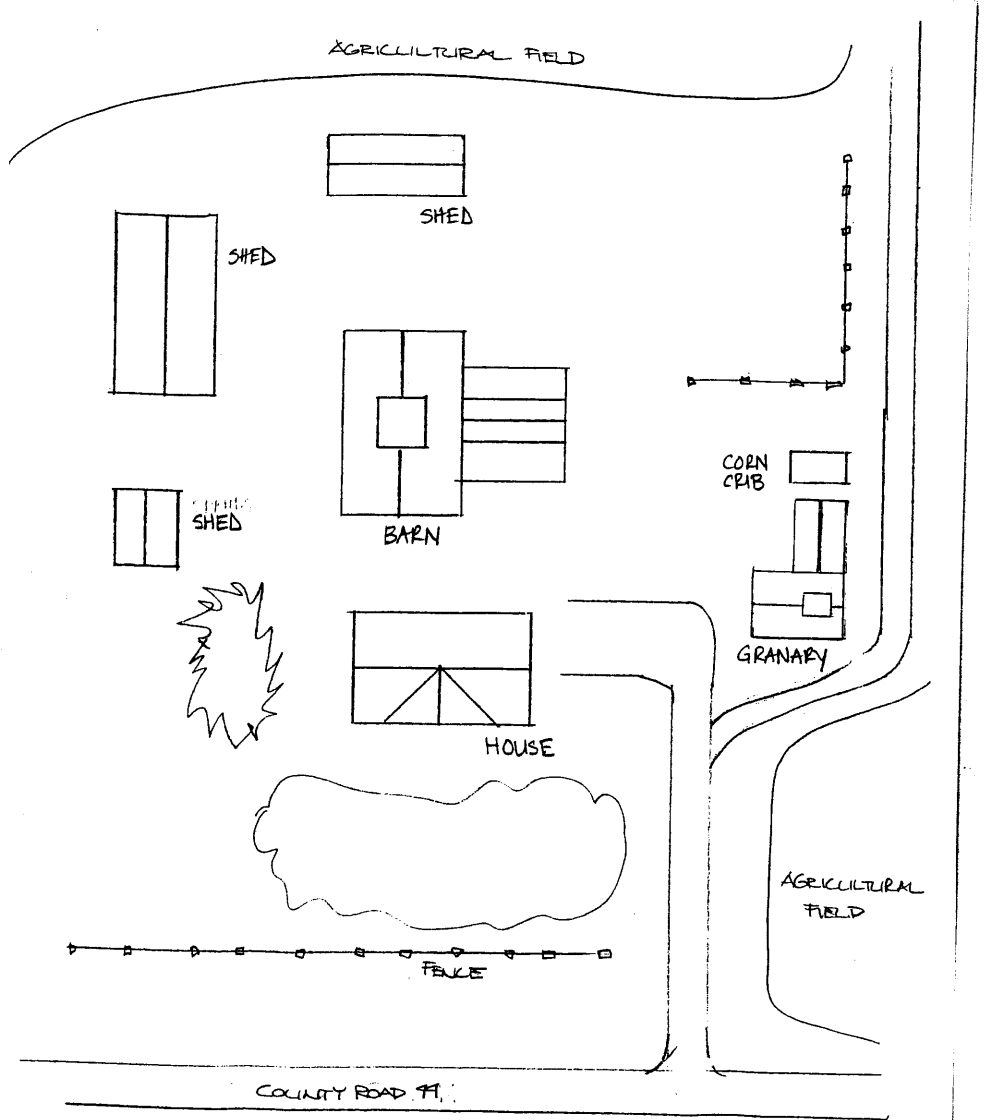 AGRICULTURAL FIELD
SHED
SHED
CORN
CRIB
SHED
BARN
GRANARY
HOUSE
AGRICULTURAL
FIELD
FENCE
COUNTY ROAD